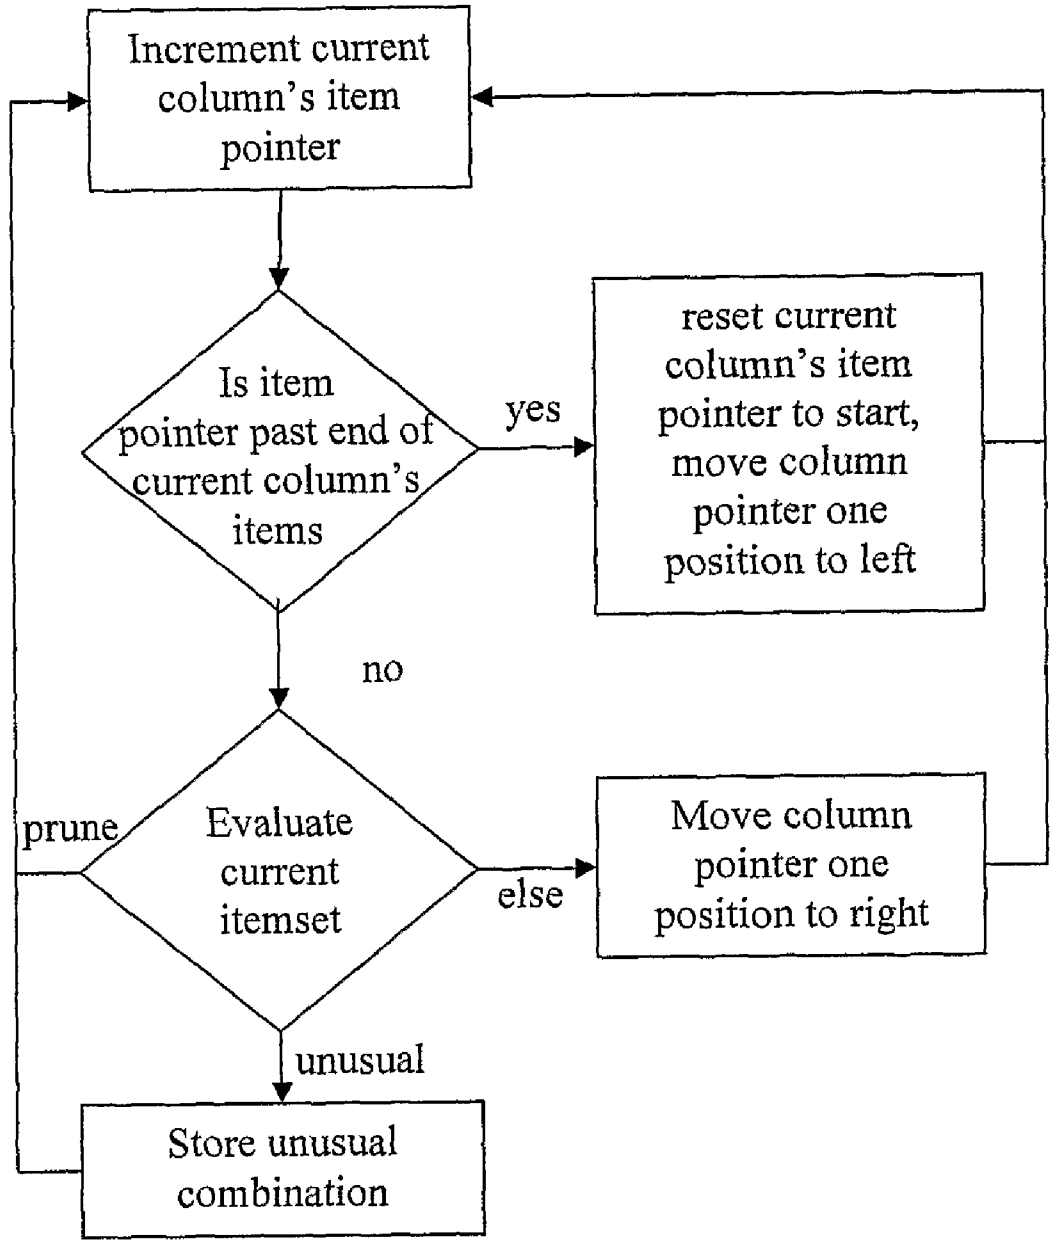 Increment current
column's item
pointer
Is item
pointer past end of
current column's
items
yes
reset current
column's item
pointer to start,
move column
pointer one
position to left
no
prune
Evaluate
current
itemset
else
Move column
pointer one
position to right
unusual
Store unusual
combination